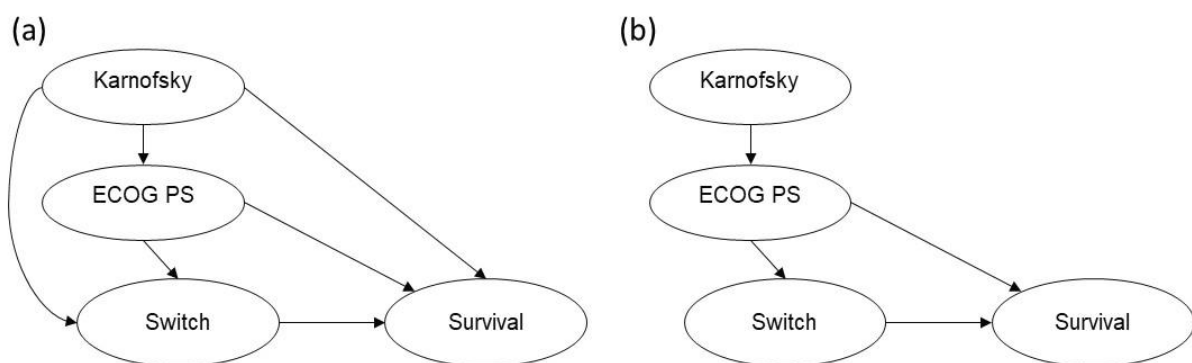 (a)
Karnofsky
ECOG PS
Switch
Survival
(b)
Karnofsky
ECOG PS
Switch
Survival